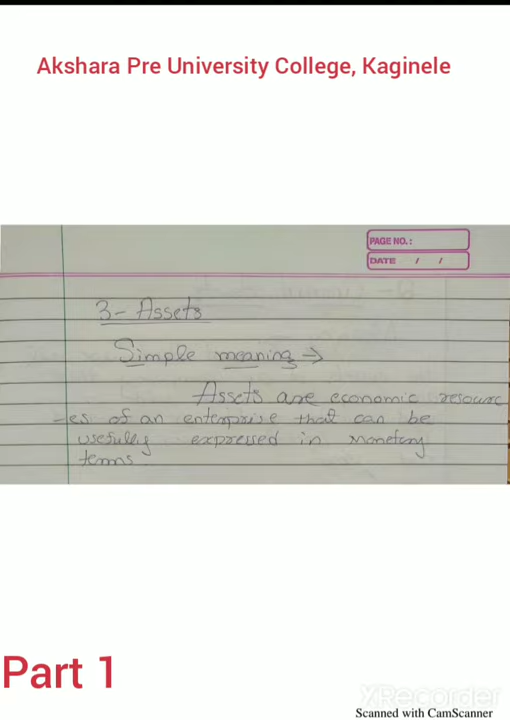 Akshara Pre University College, Kaginele
PAGE NO.:
DATE / /
3- Assets
Simple meaning →
Assets are economic resourc
-es of an enterprise that can be
usefully expressed in monetary
terms.
Part 1
XRecorder
Scanned with CamScanner